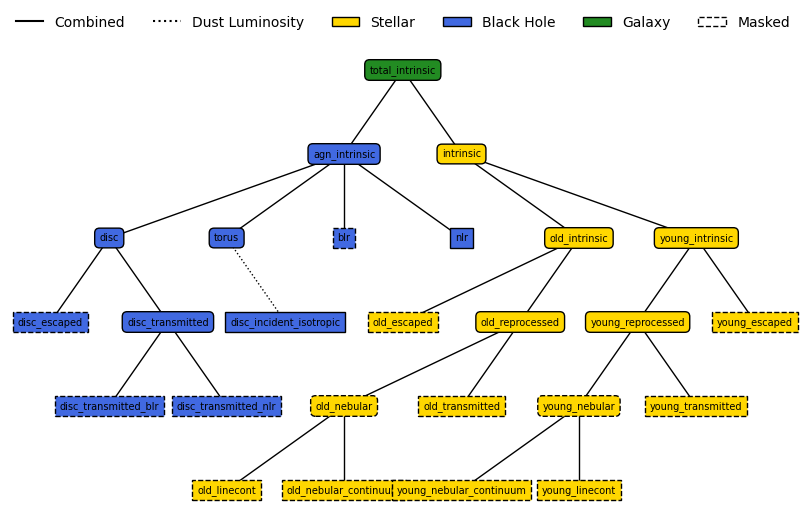 Combined Dust Luminosity Stellar Black Hole Galaxy Masked
total_intrinsic
agn_intrinsic intrinsic
disc torus blr nlr old_intrinsic young_intrinsic
disc_escaped disc_transmitted disc_incident_isotropic old_escaped old_reprocessed young_reprocessed young_escaped
disc_transmitted_blr disc_transmitted_nlr old_nebular old_transmitted young_nebular young_transmitted
old_linecont old_nebular_continuu young_nebular_continuum young_linecont